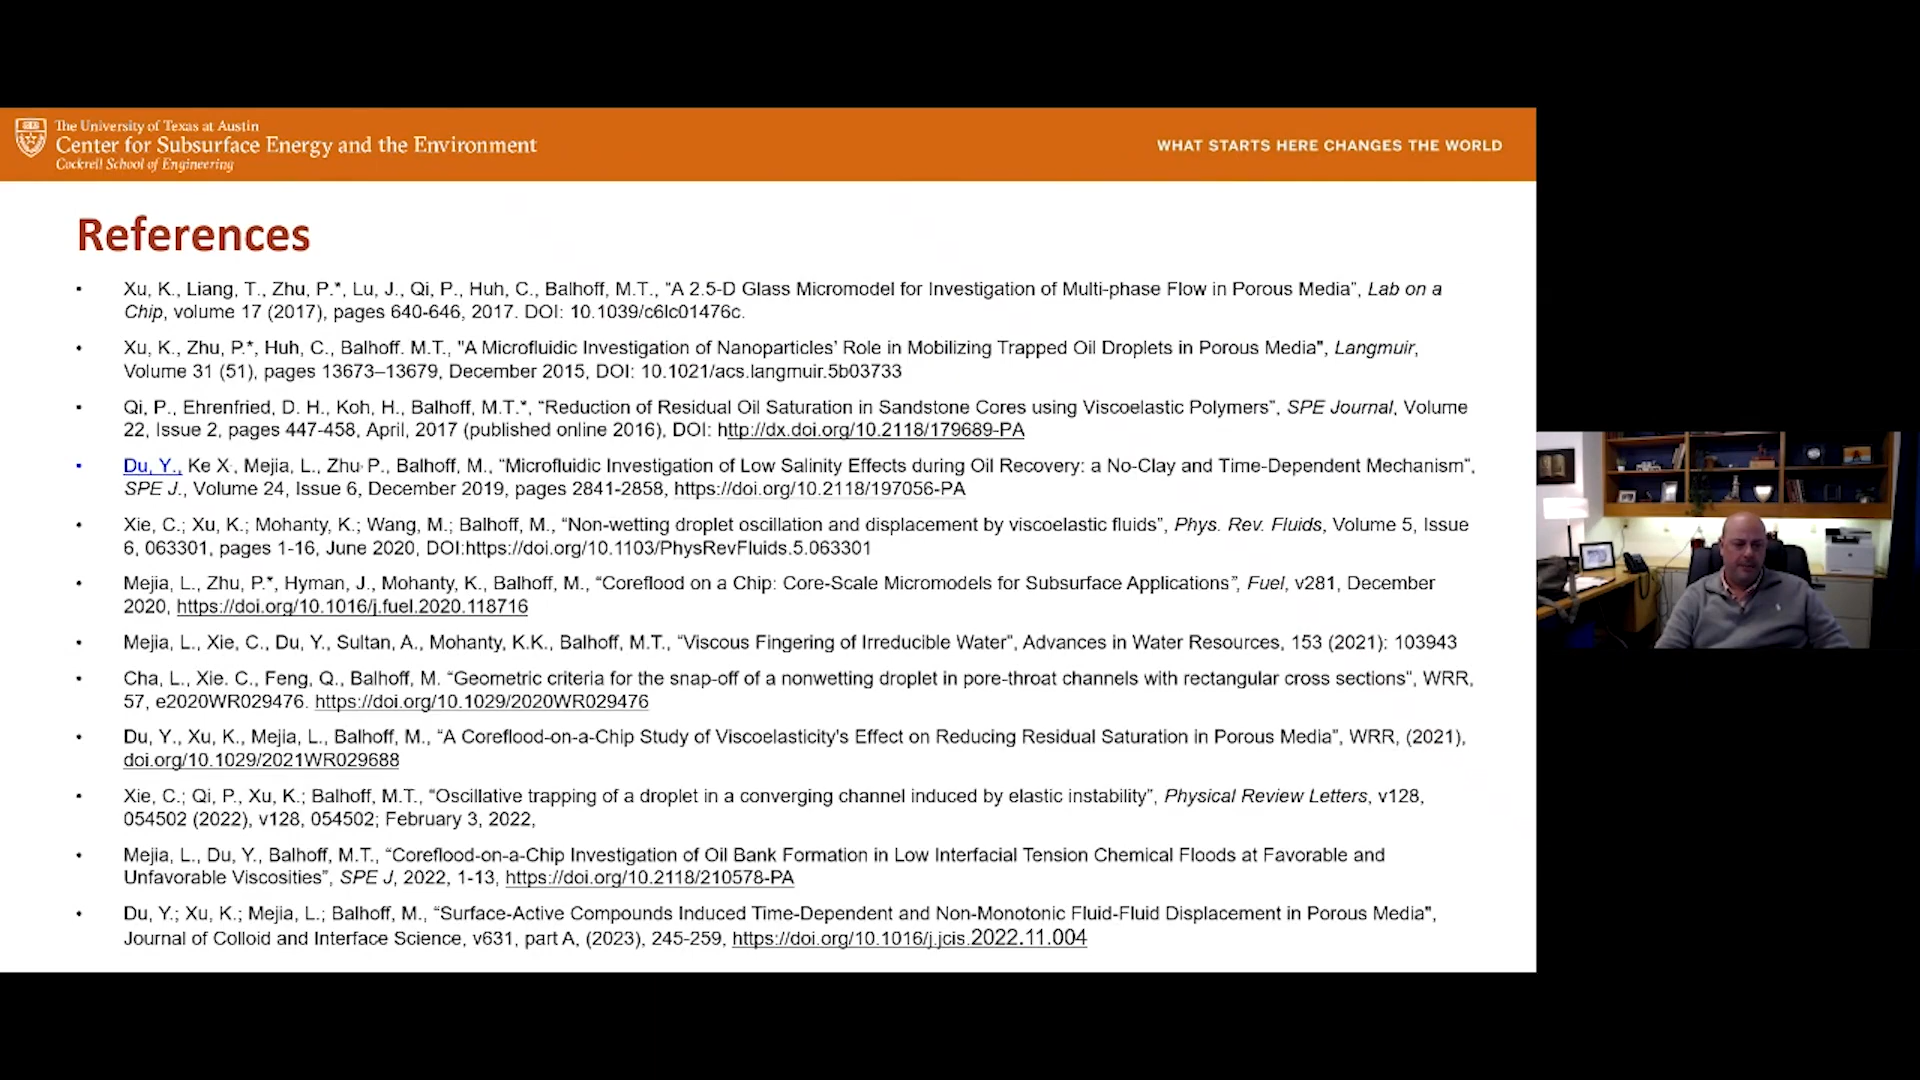 The University of Texas at Austin
Center for Subsurface Energy and the Environment
Cockrell School of Engineering
WHAT STARTS HERE CHANGES THE WORLD
References
• Xu, K., Liang, T., Zhu, P.*, Lu, J., Qi, P., Huh, C., Balhoff, M.T., “A 2.5-D Glass Micromodel for Investigation of Multi-phase Flow in Porous Media”, Lab on a
Chip, volume 17 (2017), pages 640-646, 2017. DOI: 10.1039/c6lc01476c.
• Xu, K., Zhu, P.*, Huh, C., Balhoff. M.T., "A Microfluidic Investigation of Nanoparticles’ Role in Mobilizing Trapped Oil Droplets in Porous Media", Langmuir,
Volume 31 (51), pages 13673–13679, December 2015, DOI: 10.1021/acs.langmuir.5b03733
• Qi, P., Ehrenfried, D. H., Koh, H., Balhoff, M.T.*, “Reduction of Residual Oil Saturation in Sandstone Cores using Viscoelastic Polymers”, SPE Journal, Volume
22, Issue 2, pages 447-458, April, 2017 (published online 2016), DOI: http://dx.doi.org/10.2118/179689-PA
• Du, Y., Ke X., Mejia, L., Zhu P., Balhoff, M., “Microfluidic Investigation of Low Salinity Effects during Oil Recovery: a No-Clay and Time-Dependent Mechanism”,
SPE J., Volume 24, Issue 6, December 2019, pages 2841-2858, https://doi.org/10.2118/197056-PA
• Xie, C.; Xu, K.; Mohanty, K.; Wang, M.; Balhoff, M., “Non-wetting droplet oscillation and displacement by viscoelastic fluids”, Phys. Rev. Fluids, Volume 5, Issue
6, 063301, pages 1-16, June 2020, DOI:https://doi.org/10.1103/PhysRevFluids.5.063301
• Mejia, L., Zhu, P.*, Hyman, J., Mohanty, K., Balhoff, M., “Coreflood on a Chip: Core-Scale Micromodels for Subsurface Applications”, Fuel, v281, December
2020, https://doi.org/10.1016/j.fuel.2020.118716
• Mejia, L., Xie, C., Du, Y., Sultan, A., Mohanty, K.K., Balhoff, M.T., “Viscous Fingering of Irreducible Water”, Advances in Water Resources, 153 (2021): 103943
• Cha, L., Xie. C., Feng, Q., Balhoff, M. “Geometric criteria for the snap-off of a nonwetting droplet in pore-throat channels with rectangular cross sections”, WRR,
57, e2020WR029476. https://doi.org/10.1029/2020WR029476
• Du, Y., Xu, K., Mejia, L., Balhoff, M., “A Coreflood-on-a-Chip Study of Viscoelasticity's Effect on Reducing Residual Saturation in Porous Media”, WRR, (2021),
doi.org/10.1029/2021WR029688
• Xie, C.; Qi, P., Xu, K.; Balhoff, M.T., “Oscillative trapping of a droplet in a converging channel induced by elastic instability”, Physical Review Letters, v128,
054502 (2022), v128, 054502; February 3, 2022,
• Mejia, L., Du, Y., Balhoff, M.T., “Coreflood-on-a-Chip Investigation of Oil Bank Formation in Low Interfacial Tension Chemical Floods at Favorable and
Unfavorable Viscosities”, SPE J, 2022, 1-13, https://doi.org/10.2118/210578-PA
• Du, Y.; Xu, K.; Mejia, L.; Balhoff, M., “Surface-Active Compounds Induced Time-Dependent and Non-Monotonic Fluid-Fluid Displacement in Porous Media",
Journal of Colloid and Interface Science, v631, part A, (2023), 245-259, https://doi.org/10.1016/j.jcis.2022.11.004